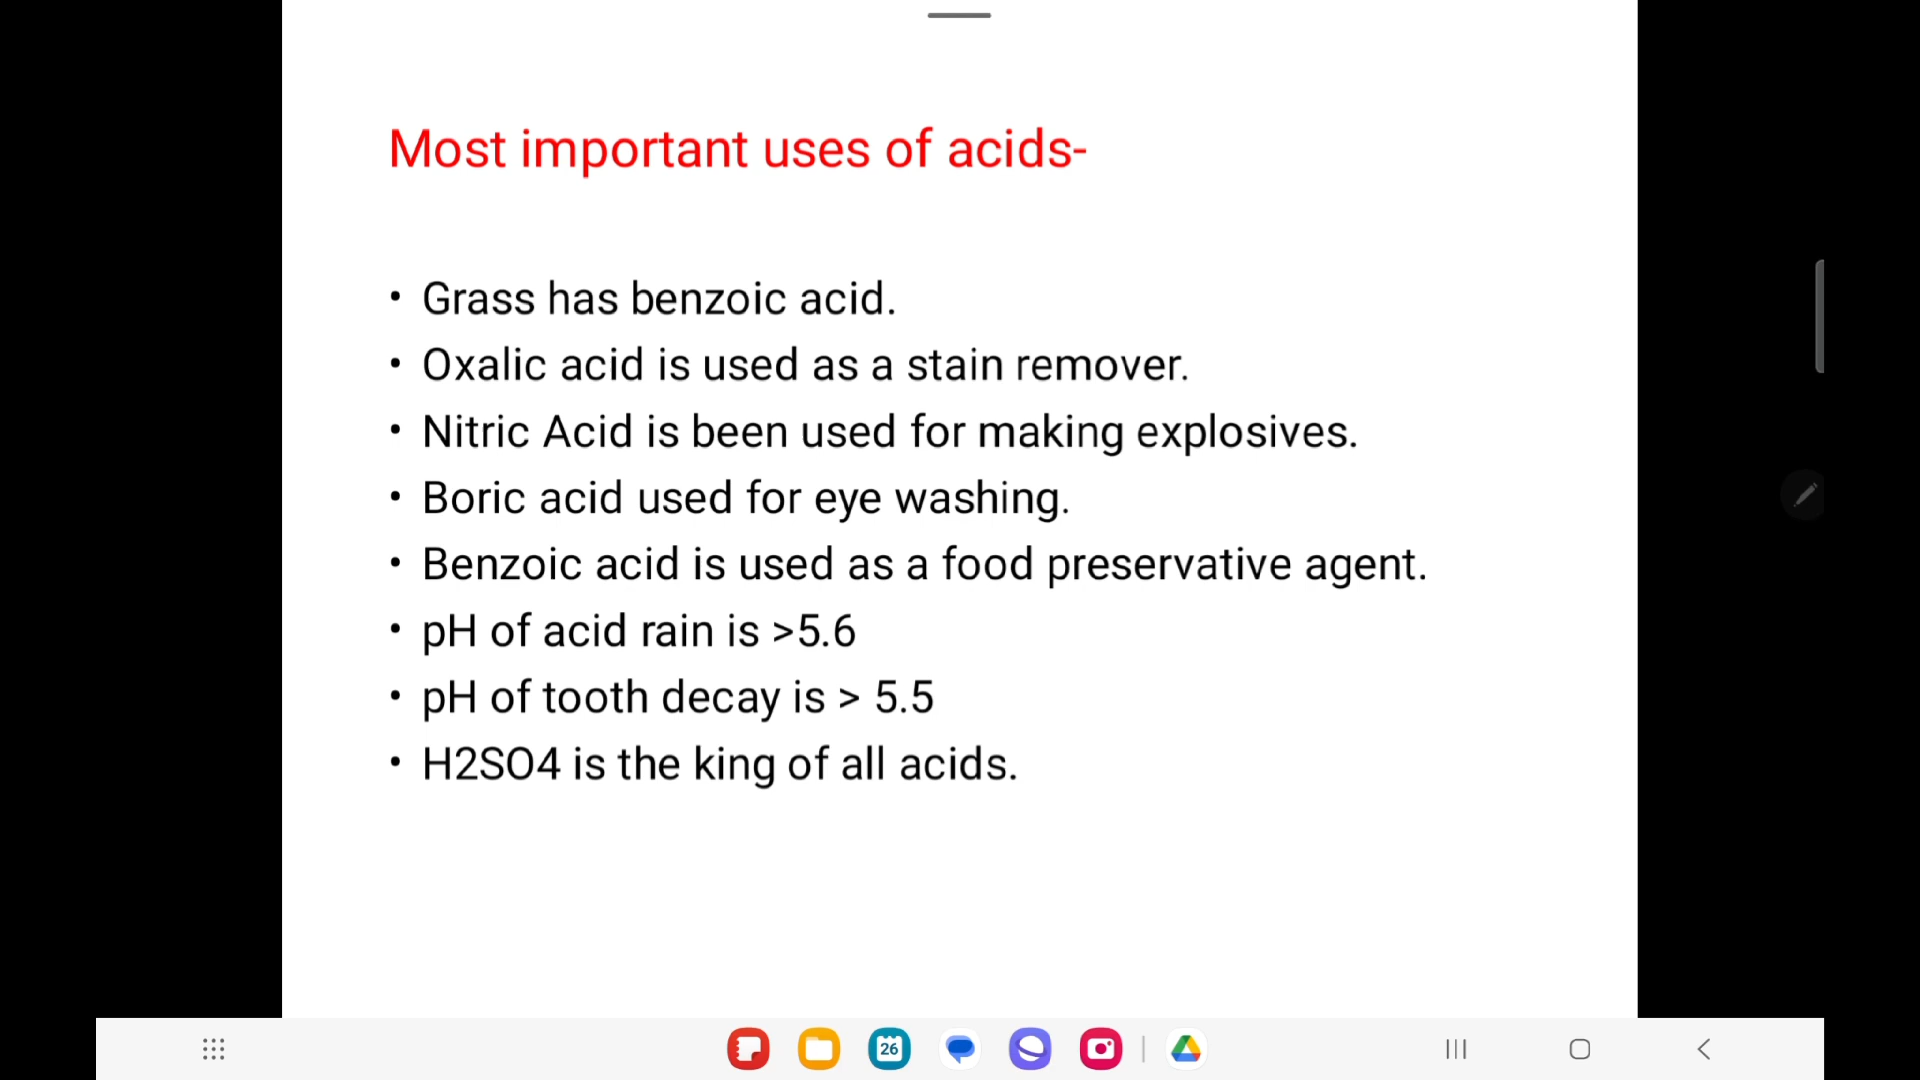 Most important uses of acids-
• Grass has benzoic acid.
• Oxalic acid is used as a stain remover.
• Nitric Acid is been used for making explosives.
• Boric acid used for eye washing.
• Benzoic acid is used as a food preservative agent.
• pH of acid rain is >5.6
• pH of tooth decay is > 5.5
• H2SO4 is the king of all acids.
26